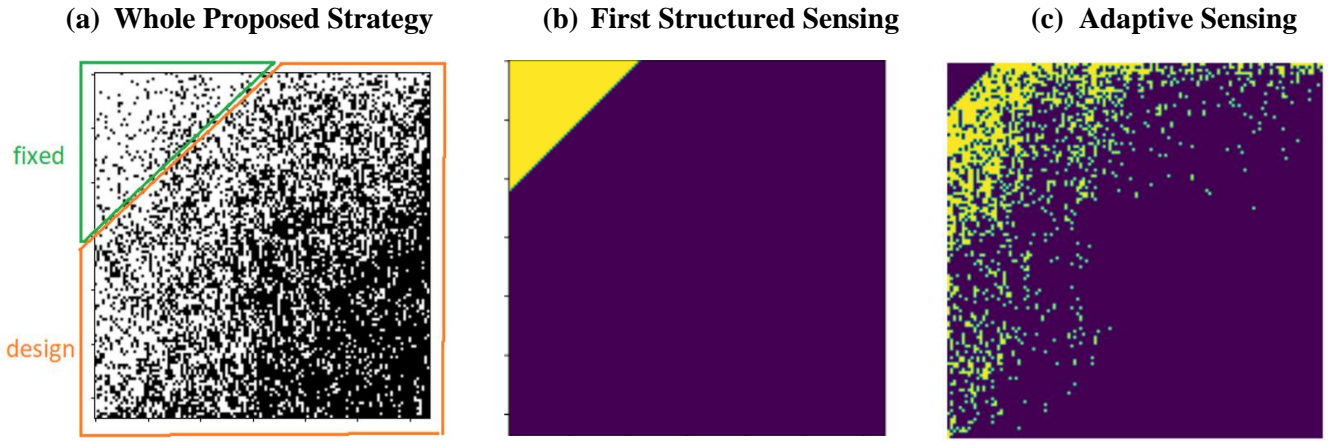 (a) Whole Proposed Strategy
(b) First Structured Sensing
(c) Adaptive Sensing
fixed
design